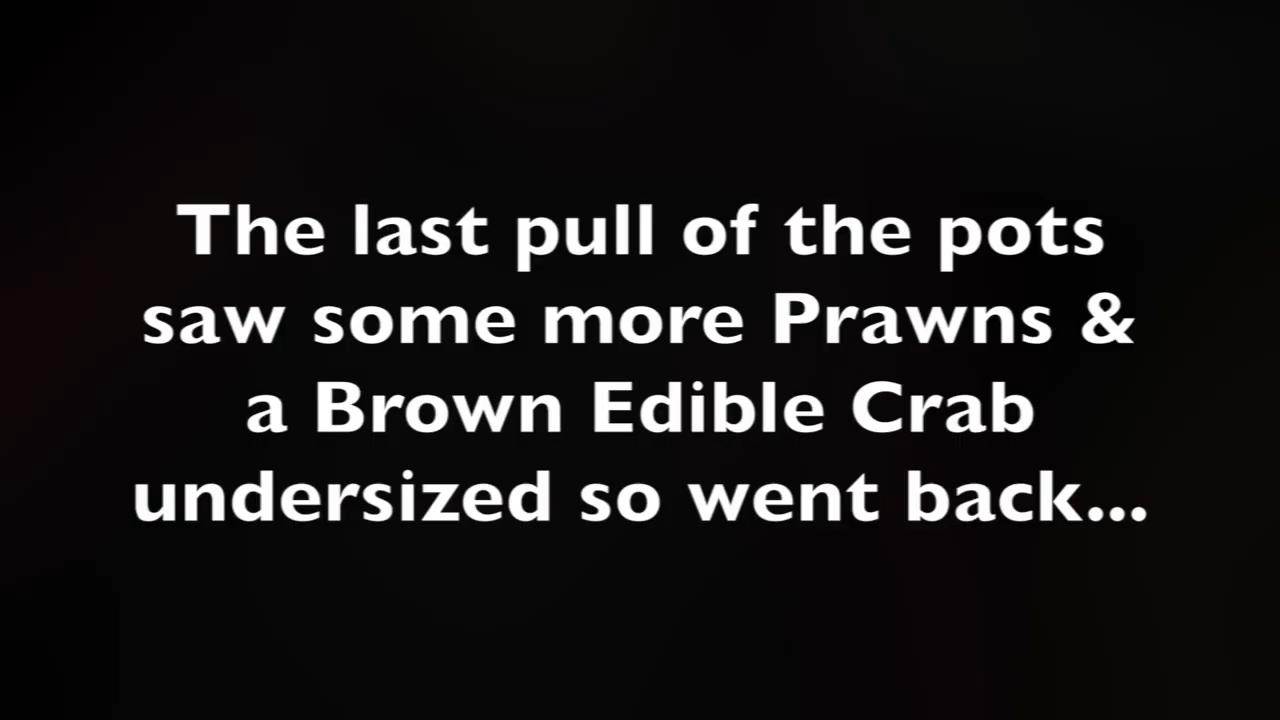 The last pull of the pots
saw some more Prawns &
a Brown Edible Crab
undersized so went back...